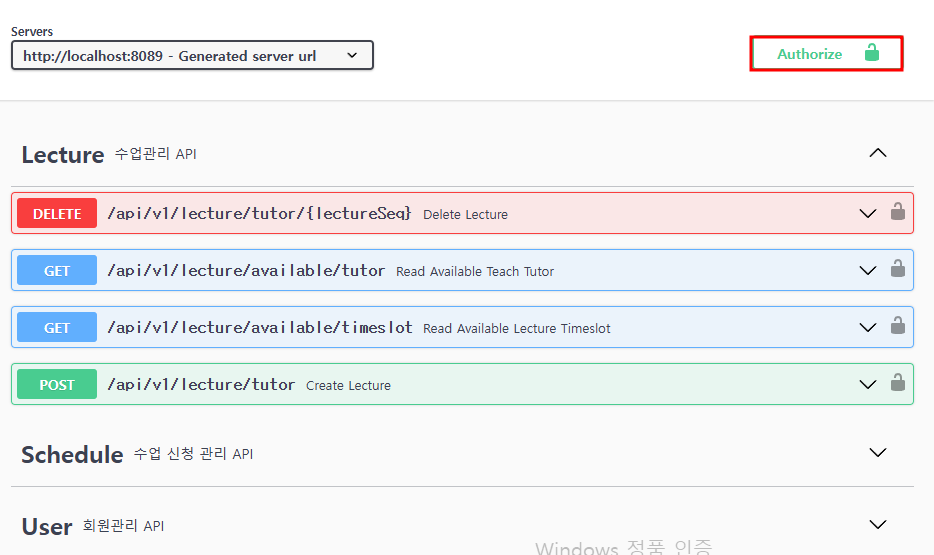 Servers
http://localhost:8089 - Generated server url
Authorize
Lecture 수업관리 API
DELETE /api/v1/lecture/tutor/{lectureSeq} Delete Lecture
GET /api/v1/lecture/available/tutor Read Available Teach Tutor
GET /api/v1/lecture/available/timeslot Read Available Lecture Timeslot
POST /api/v1/lecture/tutor Create Lecture
Schedule 수업 신청 관리 API
User 회원관리 API
Windows 정품 인증